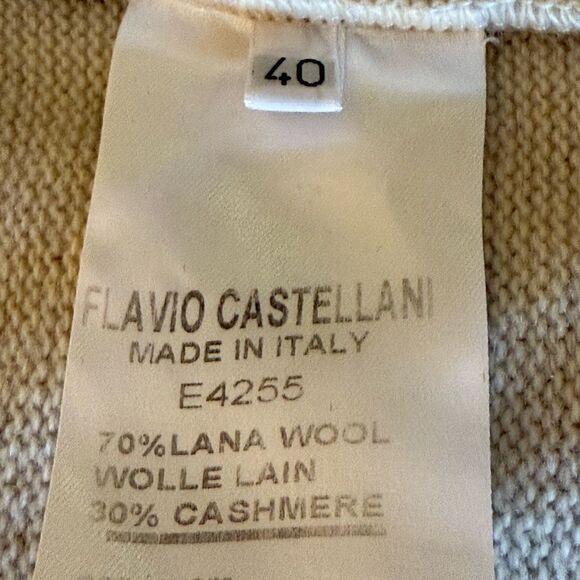 40
FLAVIO CASTELLANI
MADE IN ITALY
E4255
70%LANA WOOL
WOLLE LAIN
30% CASHMERE